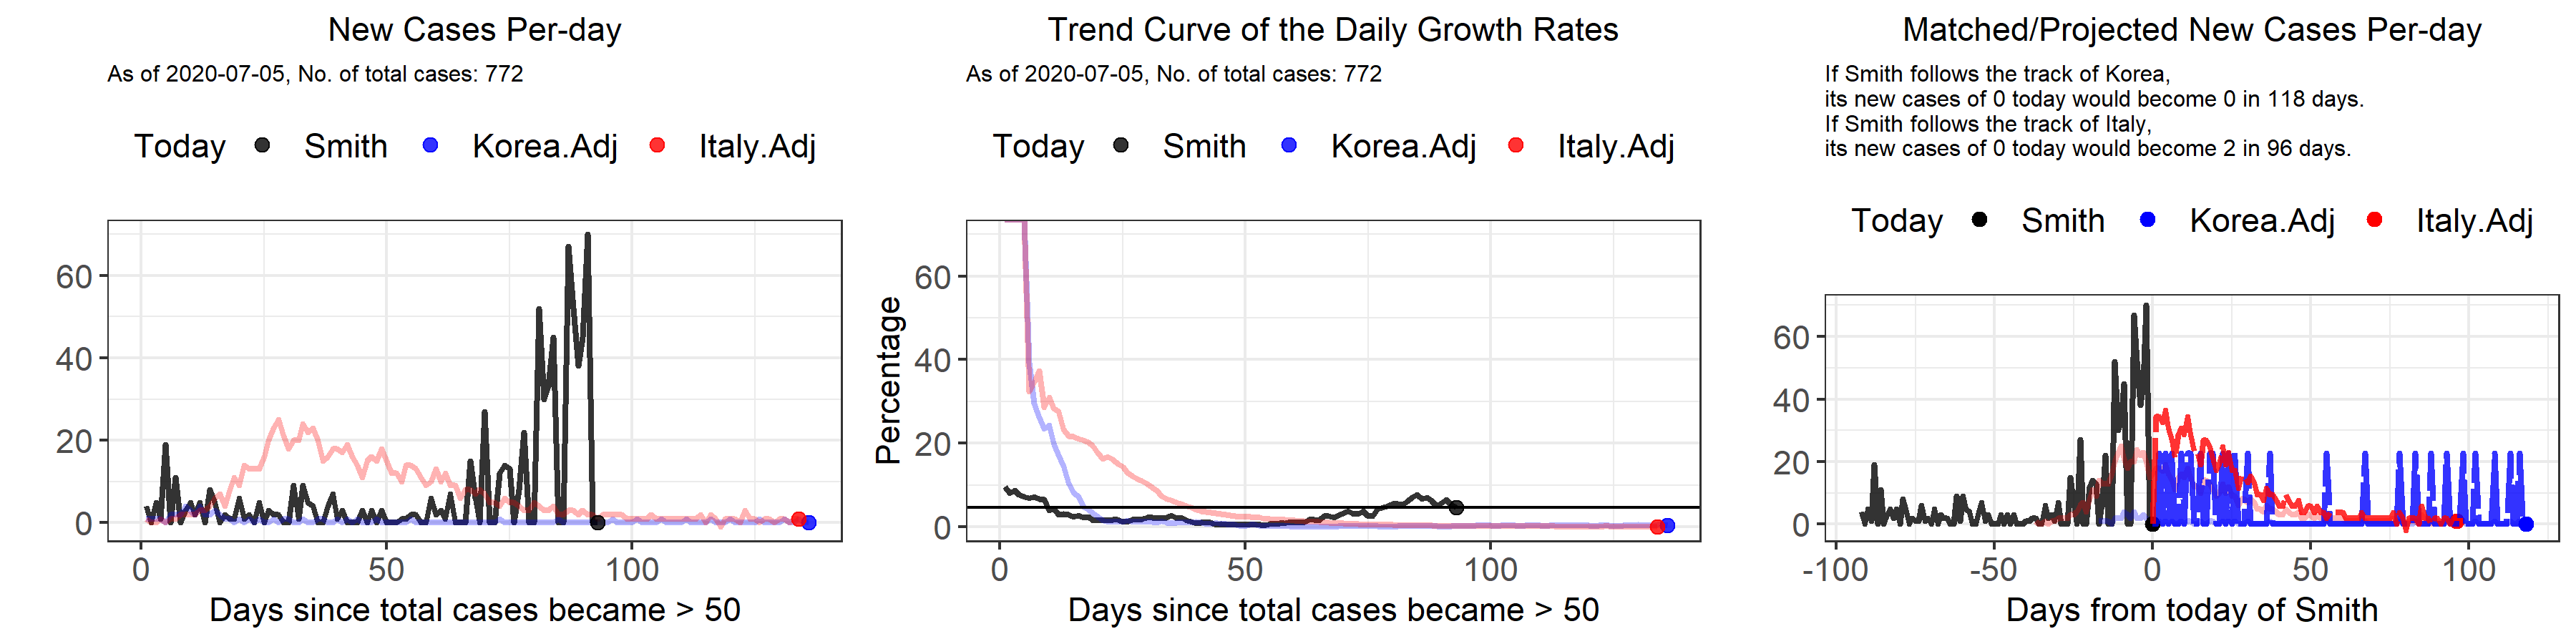 New Cases Per-day
As of 2020-07-05, No. of total cases: 772
Today Smith Korea.Adj Italy.Adj
60
40
20
0
0 50 100
Days since total cases became > 50
Trend Curve of the Daily Growth Rates
As of 2020-07-05, No. of total cases: 772
Today Smith Korea.Adj Italy.Adj
Percentage
60
40
20
0
0 50 100
Days since total cases became > 50
Matched/Projected New Cases Per-day
If Smith follows the track of Korea,
its new cases of 0 today would become 0 in 118 days.
If Smith follows the track of Italy,
its new cases of 0 today would become 2 in 96 days.
Today Smith Korea.Adj Italy.Adj
60
40
20
0
-100 -50 0 50 100
Days from today of Smith